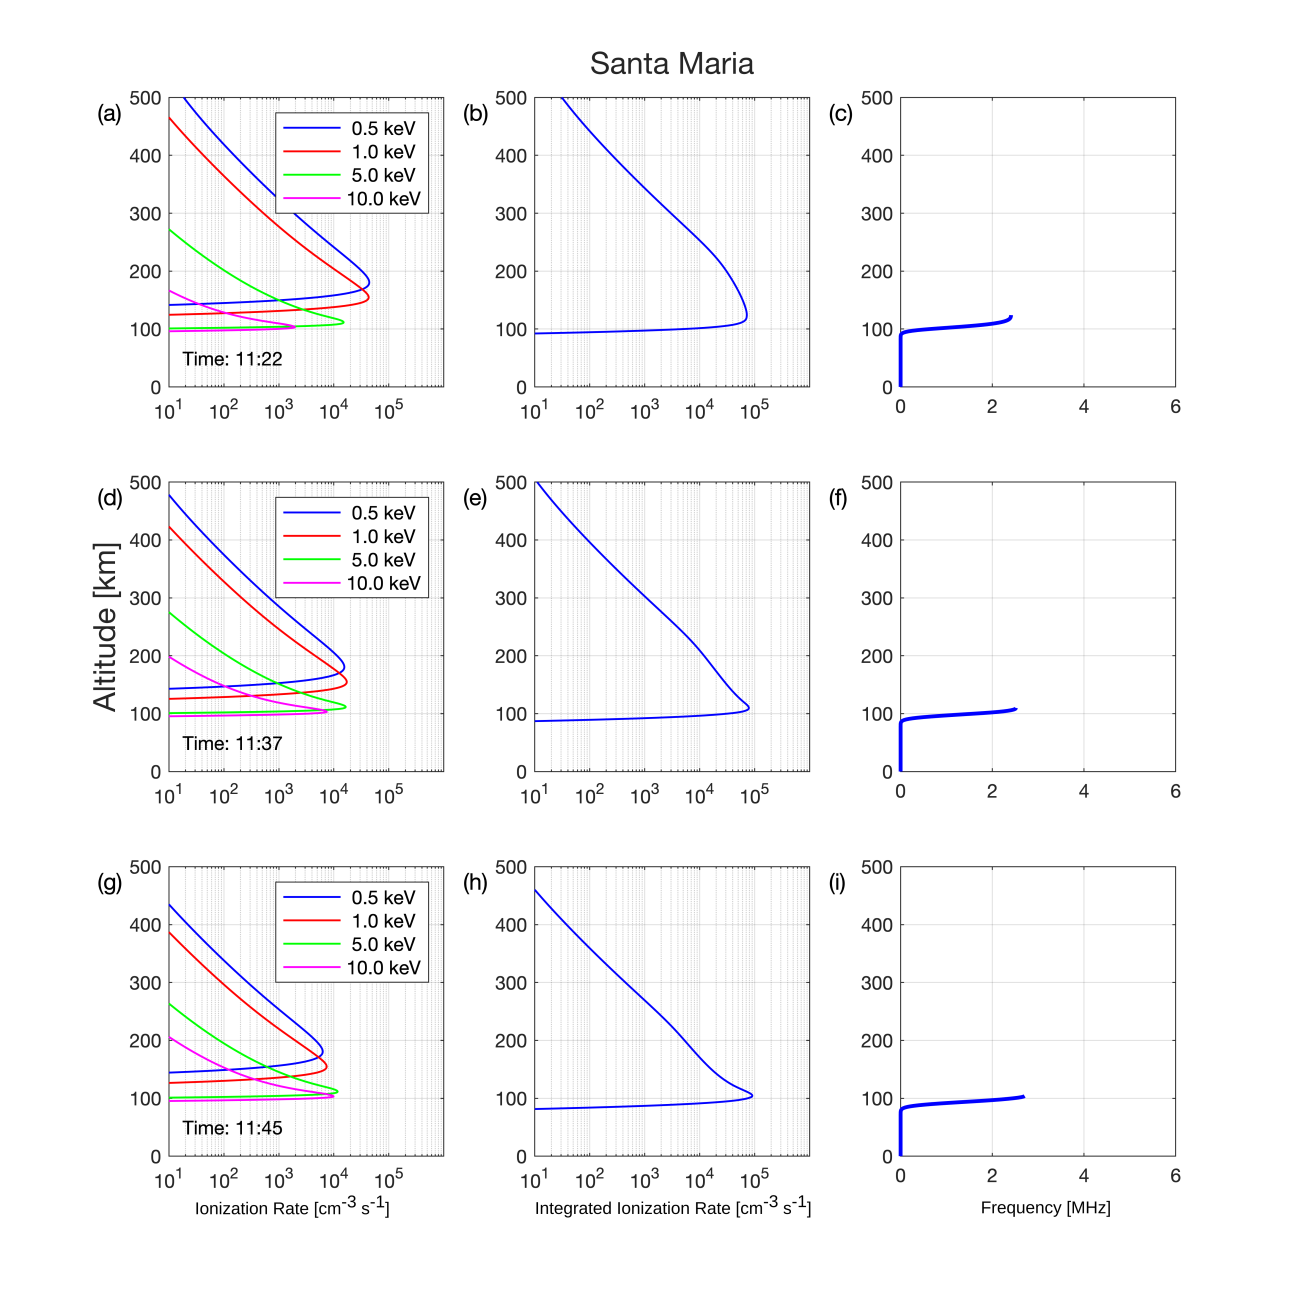 Santa Maria
(a)
500
400
300
200
100
0
0.5 keV
1.0 keV
5.0 keV
10.0 keV
Time: 11:22
10^1 10^2 10^3 10^4 10^5
(b)
500
400
300
200
100
0
10^1 10^2 10^3 10^4 10^5
(c)
500
400
300
200
100
0
0 2 4 6
Altitude [km]
(d)
500
400
300
200
100
0
0.5 keV
1.0 keV
5.0 keV
10.0 keV
Time: 11:37
10^1 10^2 10^3 10^4 10^5
(e)
500
400
300
200
100
0
10^1 10^2 10^3 10^4 10^5
(f)
500
400
300
200
100
0
0 2 4 6
(g)
500
400
300
200
100
0
0.5 keV
1.0 keV
5.0 keV
10.0 keV
Time: 11:45
10^1 10^2 10^3 10^4 10^5
Ionization Rate [cm^-3 s^-1]
(h)
500
400
300
200
100
0
10^1 10^2 10^3 10^4 10^5
Integrated Ionization Rate [cm^-3 s^-1]
(i)
500
400
300
200
100
0
0 2 4 6
Frequency [MHz]